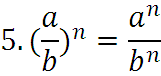 5. (a/b)^n = a^n/b^n